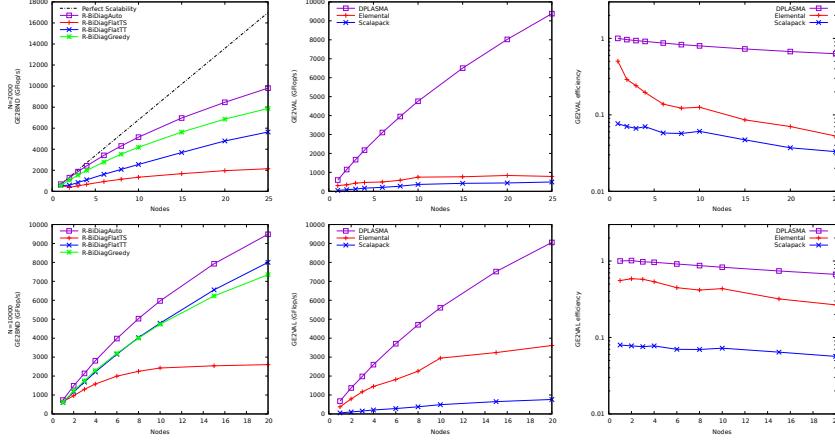 18000
16000
14000
12000
10000
8000
6000
4000
2000
0
N=2000
GE2BND (GFlop/s)
Perfect Scalability
R-BiDiagAuto
R-BiDiagFlatTS
R-BiDiagFlatTT
R-BiDiagGreedy
0 5 10 15 20 25
Nodes
10000
9000
8000
7000
6000
5000
4000
3000
2000
1000
0
GE2VAL (GFlop/s)
DPLASMA
Elemental
Scalapack
0 5 10 15 20 25
Nodes
1
0.1
0.01
GE2VAL efficiency
DPLASMA
Elemental
Scalapack
0 5 10 15 20 25
Nodes
10000
9000
8000
7000
6000
5000
4000
3000
2000
1000
0
N=10000
GE2BND (GFlop/s)
R-BiDiagAuto
R-BiDiagFlatTS
R-BiDiagFlatTT
R-BiDiagGreedy
0 2 4 6 8 10 12 14 16 18 20
Nodes
10000
9000
8000
7000
6000
5000
4000
3000
2000
1000
0
GE2VAL (GFlop/s)
DPLASMA
Elemental
Scalapack
0 2 4 6 8 10 12 14 16 18 20
Nodes
1
0.1
0.01
GE2VAL efficiency
DPLASMA
Elemental
Scalapack
0 2 4 6 8 10 12 14 16 18 20
Nodes